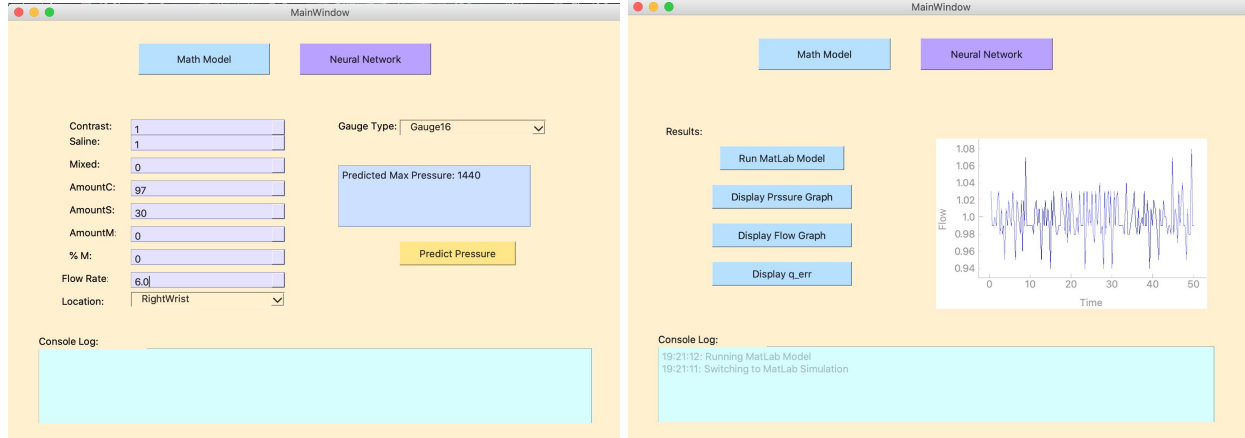 MainWindow
Math Model
Neural Network
Contrast:
1
Saline:
1
Mixed:
0
AmountC:
97
AmountS:
30
AmountM:
0
% M:
0
Flow Rate:
6.0
Location:
RightWrist
Gauge Type:
Gauge16
Predicted Max Pressure: 1440
Predict Pressure
Console Log:
MainWindow
Math Model
Neural Network
Results:
Run MatLab Model
Display Prssure Graph
Display Flow Graph
Display q_err
1.08
1.06
1.04
1.02
1.0
0.98
0.96
0.94
Flow
0 10 20 30 40 50
Time
Console Log:
19:21:12: Running MatLab Model
19:21:11: Switching to MatLab Simulation